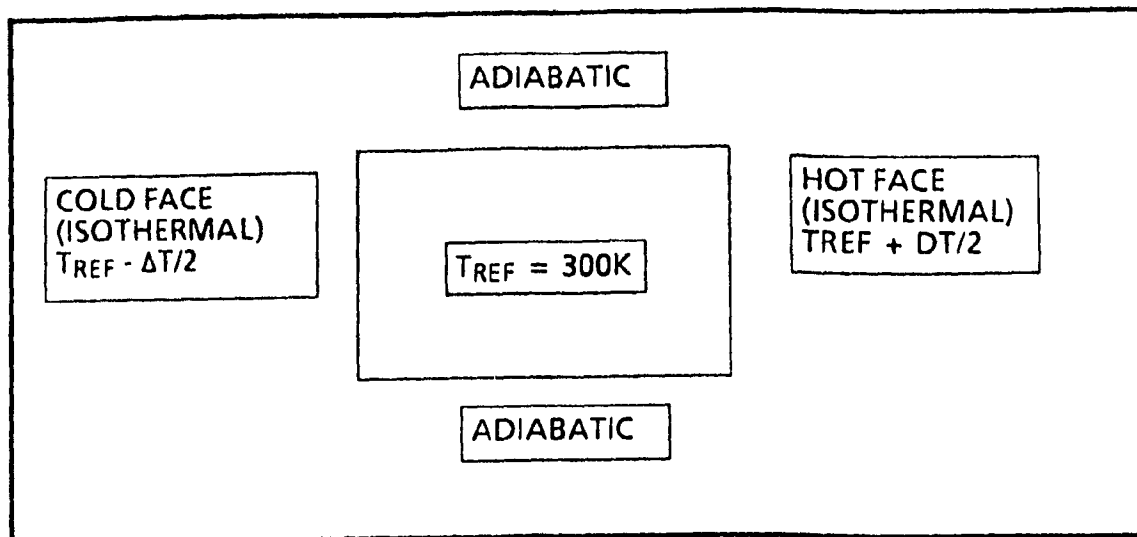 ADIABATIC
COLD FACE
(ISOTHERMAL)
TREF - ΔT/2
TREF = 300K
HOT FACE
(ISOTHERMAL)
TREF + DT/2
ADIABATIC